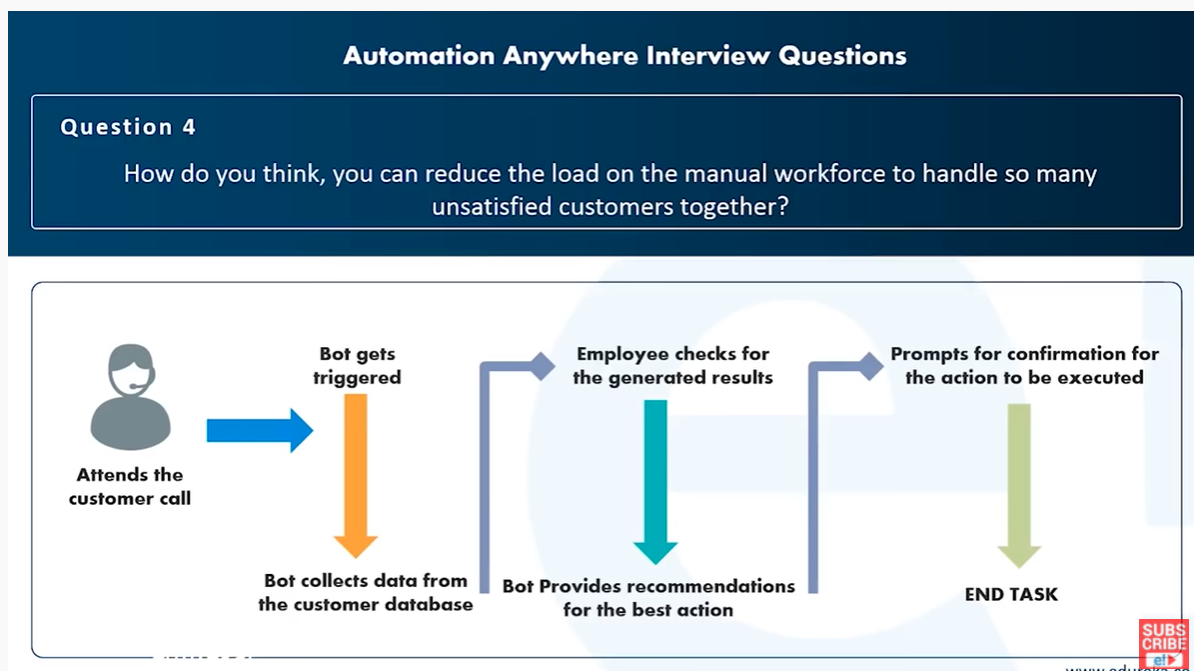 Automation Anywhere Interview Questions
Question 4
How do you think, you can reduce the load on the manual workforce to handle so many
unsatisfied customers together?
Attends the
customer call
Bot gets
triggered
Bot collects data from
the customer database
Employee checks for
the generated results
Bot Provides recommendations
for the best action
Prompts for confirmation for
the action to be executed
END TASK
SUBS
CRIBE
e!